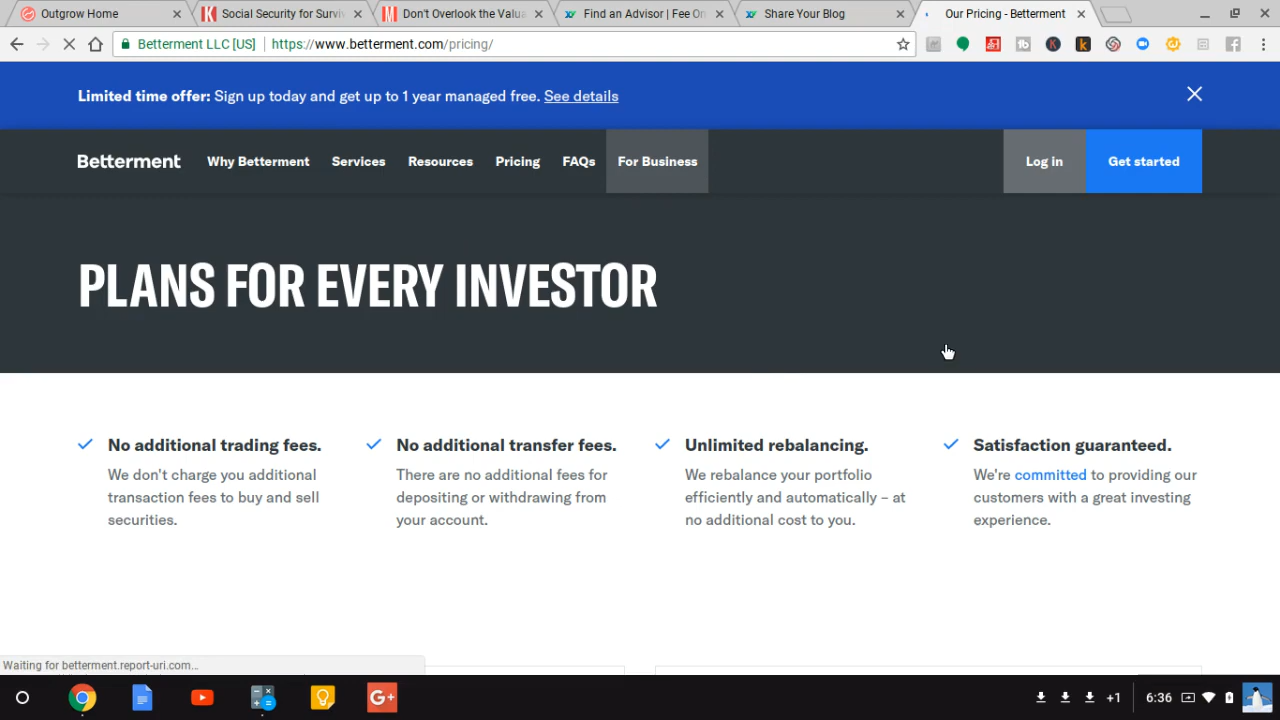 Outgrow Home
Social Security for Surviv
Don't Overlook the Valua
Find an Advisor | Fee On
Share Your Blog
Our Pricing - Betterment
Betterment LLC [US] | https://www.betterment.com/pricing/
Limited time offer: Sign up today and get up to 1 year managed free. See details
Betterment Why Betterment Services Resources Pricing FAQs For Business Log in Get started
PLANS FOR EVERY INVESTOR
No additional trading fees.
We don't charge you additional
transaction fees to buy and sell
securities.
No additional transfer fees.
There are no additional fees for
depositing or withdrawing from
your account.
Unlimited rebalancing.
We rebalance your portfolio
efficiently and automatically – at
no additional cost to you.
Satisfaction guaranteed.
We're committed to providing our
customers with a great investing
experience.
Waiting for betterment.report-uri.com...
G+
+1 6:36